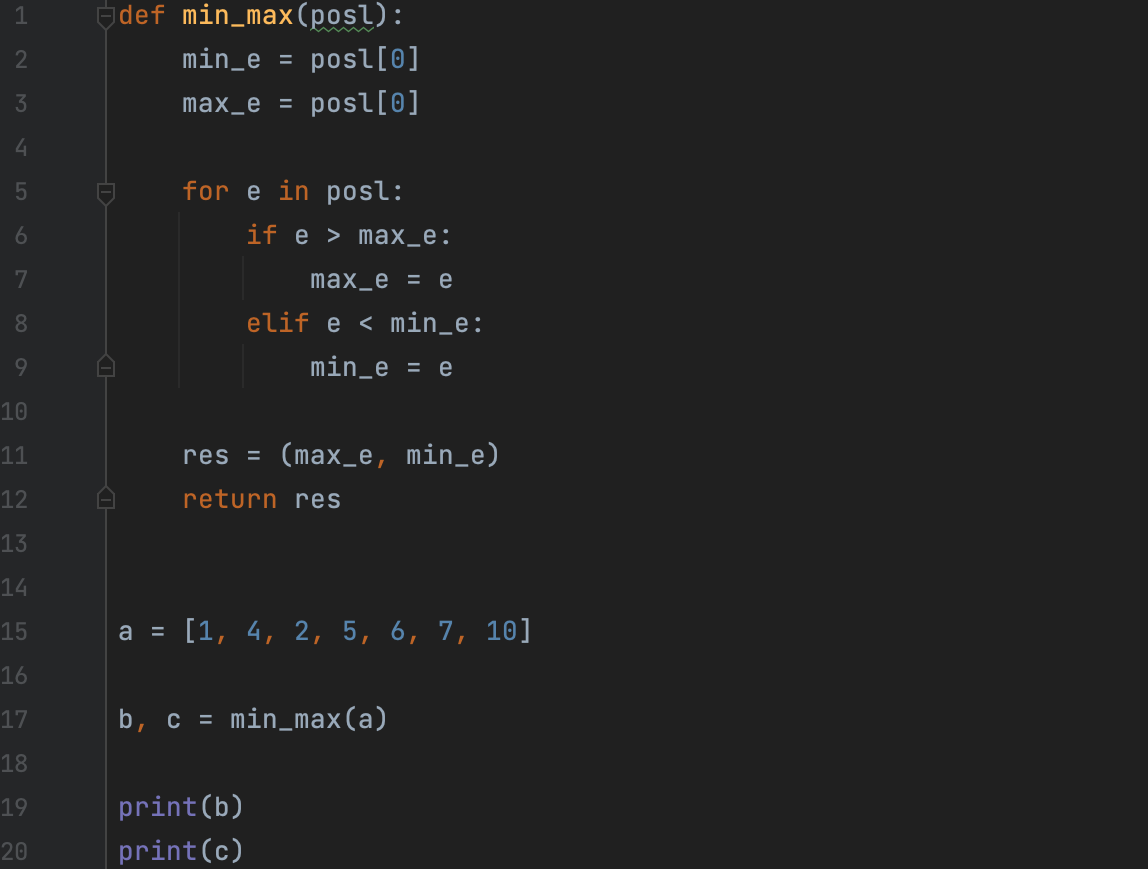 1 def min_max(posl):
2     min_e = posl[0]
3     max_e = posl[0]
4
5     for e in posl:
6         if e > max_e:
7             max_e = e
8         elif e < min_e:
9             min_e = e
10
11     res = (max_e, min_e)
12     return res
13
14
15 a = [1, 4, 2, 5, 6, 7, 10]
16
17 b, c = min_max(a)
18
19 print(b)
20 print(c)